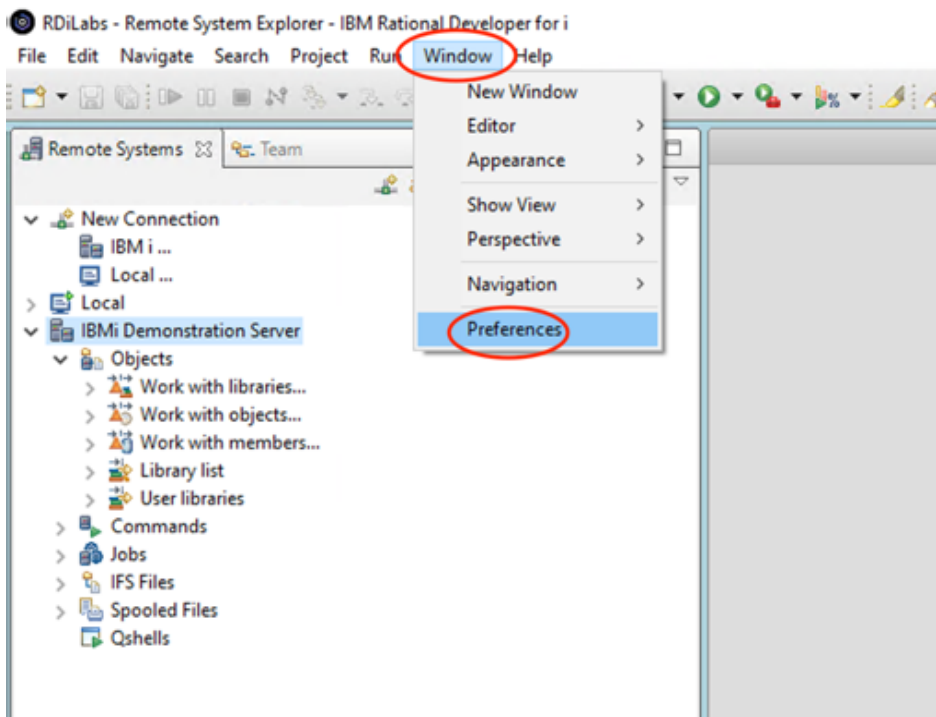 RDiLabs - Remote System Explorer - IBM Rational Developer for i
File Edit Navigate Search Project Run Window Help
New Window
Editor
Appearance
Show View
Perspective
Navigation
Preferences
Remote Systems Team
New Connection
IBM i ...
Local ...
Local
IBMi Demonstration Server
Objects
Work with libraries...
Work with objects...
Work with members...
Library list
User libraries
Commands
Jobs
IFS Files
Spooled Files
Qshells